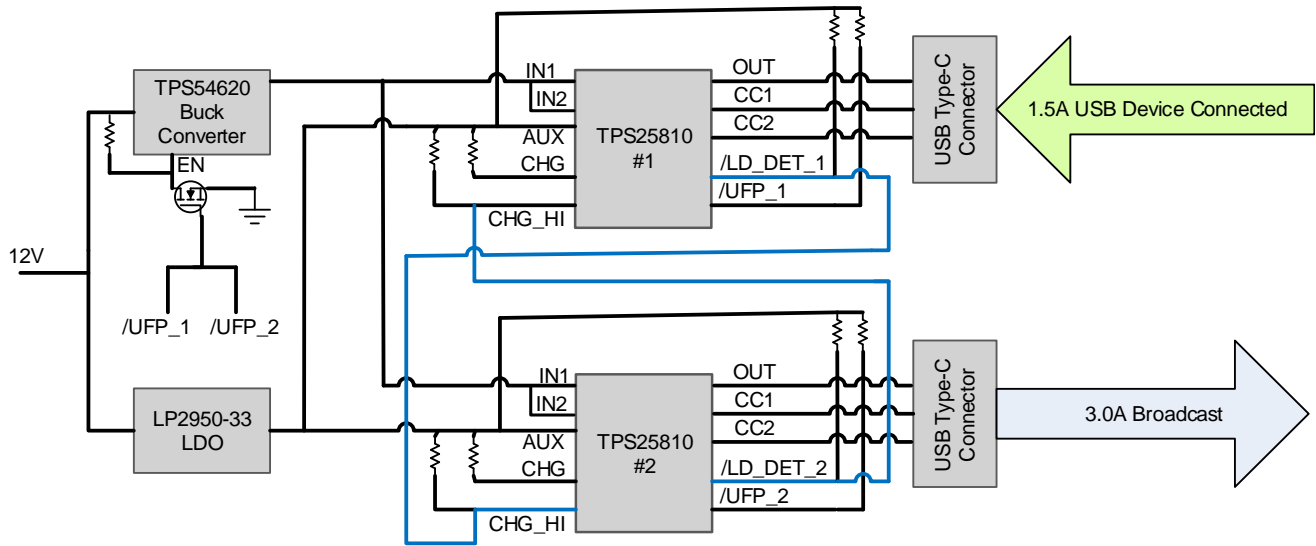 TPS54620
Buck
Converter
EN
12V
/UFP_1
/UFP_2
LP2950-33
LDO
IN1
IN2
AUX
CHG
CHG_HI
TPS25810
#1
OUT
CC1
CC2
/LD_DET_1
/UFP_1
USB Type-C
Connector
1.5A USB Device Connected
IN1
IN2
AUX
CHG
CHG_HI
TPS25810
#2
OUT
CC1
CC2
/LD_DET_2
/UFP_2
USB Type-C
Connector
3.0A Broadcast